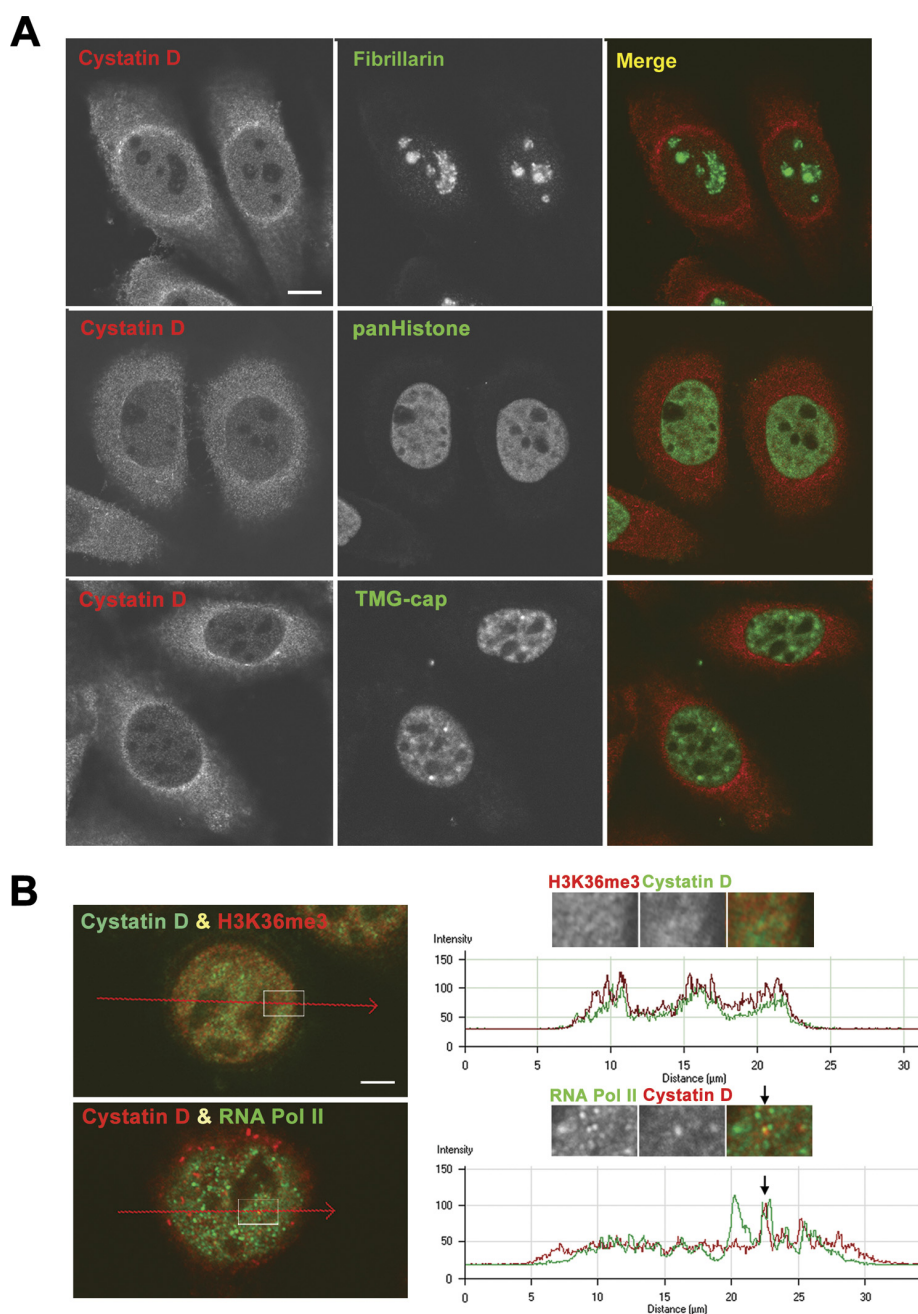 A
Cystatin D Fibrillarin Merge
Cystatin D panHistone
Cystatin D TMG-cap
B
Cystatin D & H3K36me3
Cystatin D & RNA Pol II
H3K36me3 Cystatin D
Intensity
150
100
50
0
0 5 10 15 20 25 30
Distance (µm)
RNA Pol II Cystatin D
Intensity
150
100
50
0
0 5 10 15 20 25 30
Distance (µm)